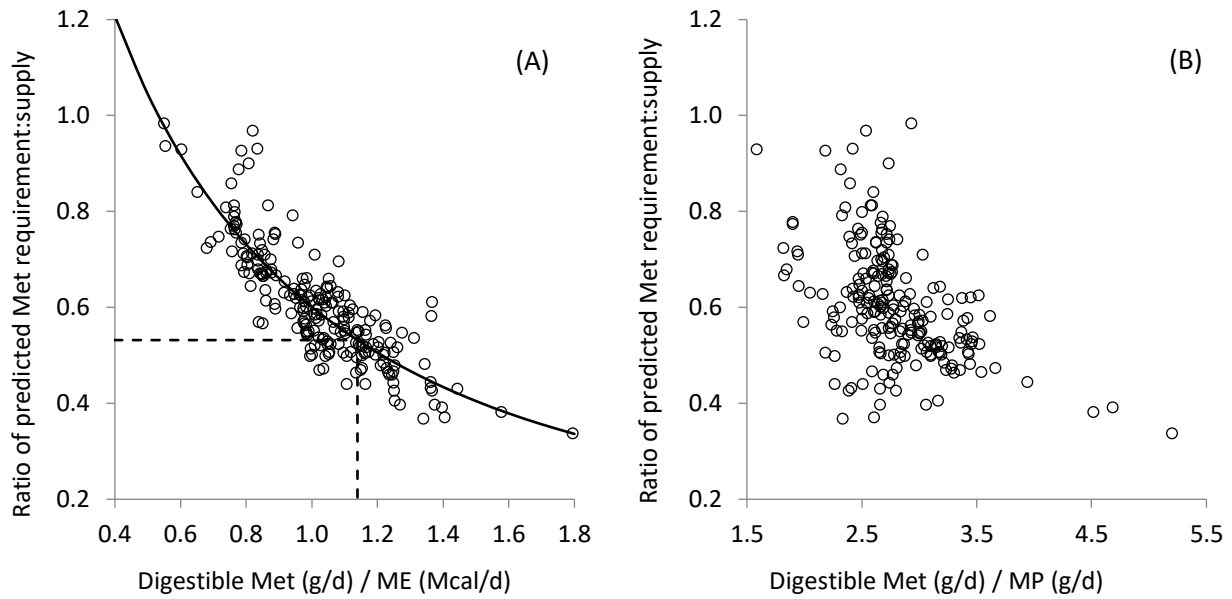 Ratio of predicted Met requirement:supply
1.2
1.0
0.8
0.6
0.4
0.2
(A)
0.4 0.6 0.8 1.0 1.2 1.4 1.6 1.8
Digestible Met (g/d) / ME (Mcal/d)
Ratio of predicted Met requirement:supply
1.2
1.0
0.8
0.6
0.4
0.2
(B)
1.5 2.5 3.5 4.5 5.5
Digestible Met (g/d) / MP (g/d)